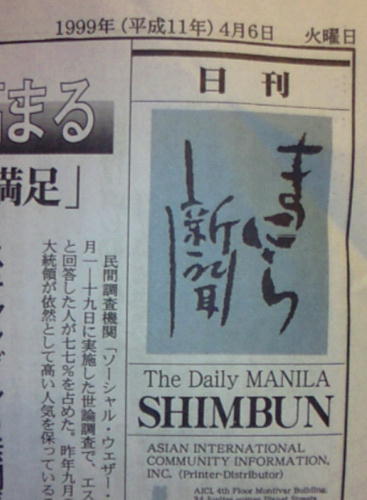 1999年(平成11年)4月6日 火曜日
日刊
まにら
新聞
The Daily MANILA
SHIMBUN
ASIAN INTERNATIONAL
COMMUNITY INFORMATION,
INC. (Printer-Distributor)
AICI, 4th Floor Montivar Building,
まる
満足」
民間調査機関「ソーシャル・ウェザー・
月一―十九日に実施した世論調査で、エス
と回答した人が七七%を占めた。昨年九月
大統領が依然として高い人気を保っている